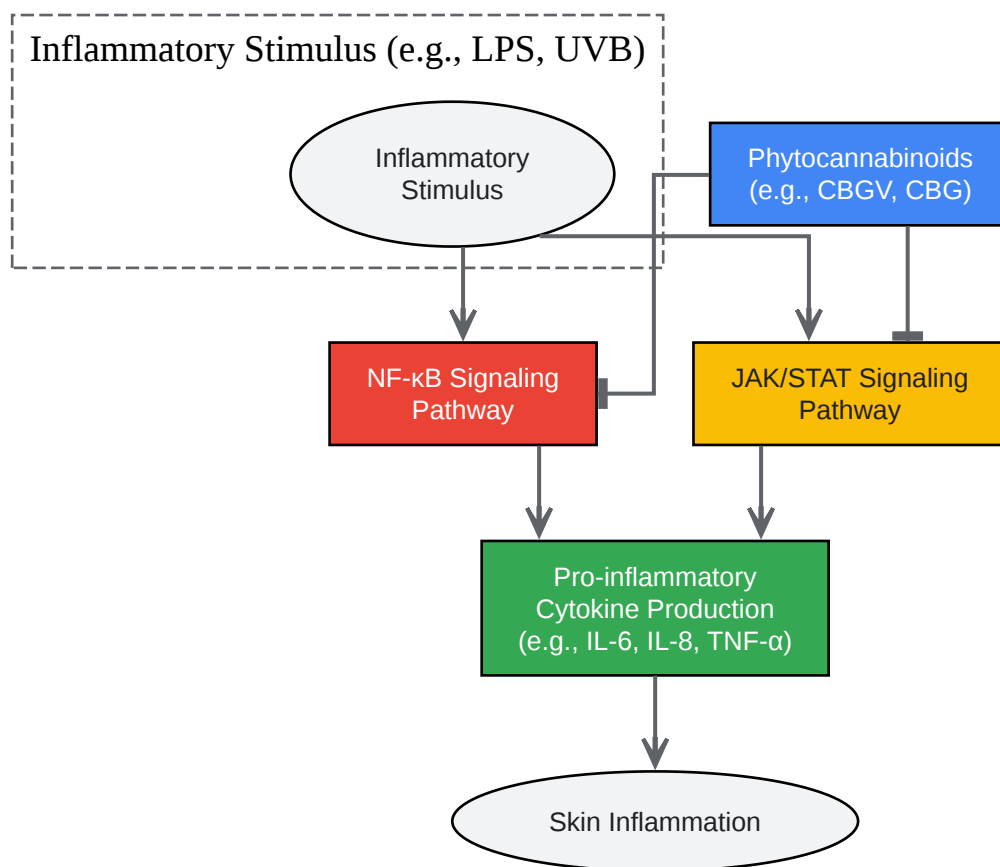 Inflammatory Stimulus (e.g., LPS, UVB)
Inflammatory
Stimulus
Phytocannabinoids
(e.g., CBGV, CBG)
NF-κB Signaling
Pathway
JAK/STAT Signaling
Pathway
Pro-inflammatory
Cytokine Production
(e.g., IL-6, IL-8, TNF-α)
Skin Inflammation